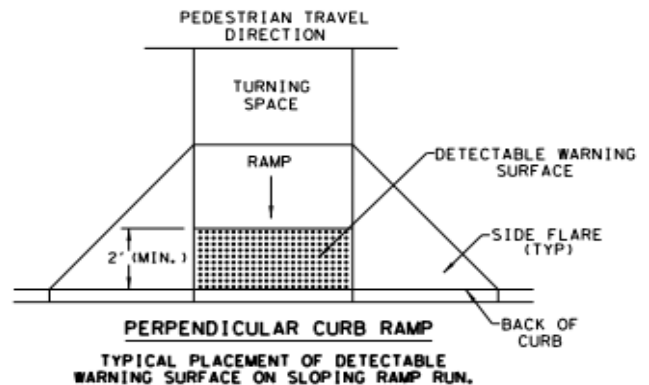 PEDESTRIAN TRAVEL
DIRECTION
TURNING
SPACE
RAMP
DETECTABLE WARNING
SURFACE
2' (MIN.)
SIDE FLARE
(TYP)
BACK OF
CURB
PERPENDICULAR CURB RAMP
TYPICAL PLACEMENT OF DETECTABLE
WARNING SURFACE ON SLOPING RAMP RUN.